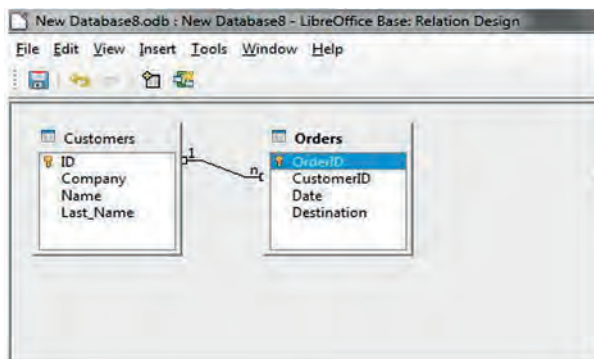 New Database8.odb : New Database8 - LibreOffice Base: Relation Design
File Edit View Insert Tools Window Help
Customers
ID
Company
Name
Last_Name
1
n
Orders
OrderID
CustomerID
Date
Destination